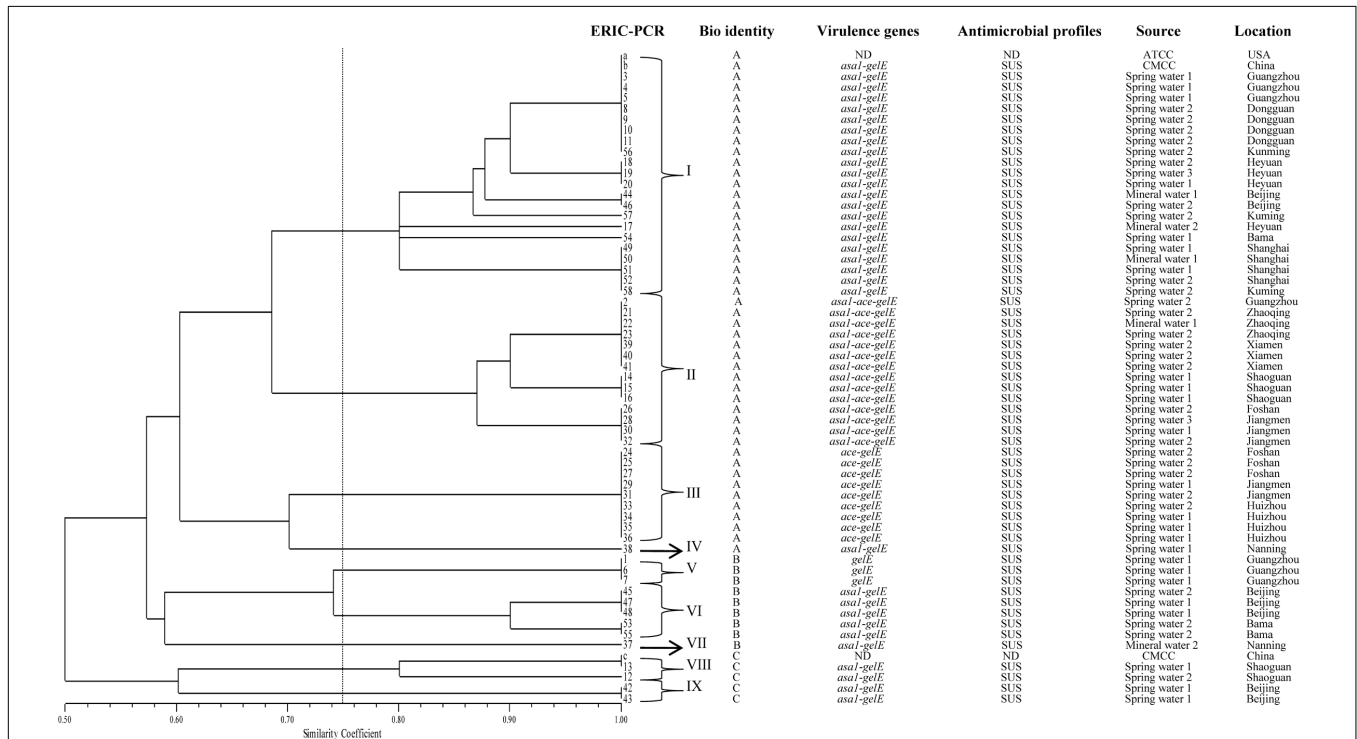 ERIC-PCR Bio identity Virulence genes Antimicrobial profiles Source Location
a A ND ND ATCC USA
b A asa1-gelE SUS CMCC China
3 A asa1-gelE SUS Spring water 1 Guangzhou
4 A asa1-gelE SUS Spring water 1 Guangzhou
5 A asa1-gelE SUS Spring water 1 Guangzhou
8 A asa1-gelE SUS Spring water 2 Dongguan
9 A asa1-gelE SUS Spring water 2 Dongguan
10 A asa1-gelE SUS Spring water 2 Dongguan
11 A asa1-gelE SUS Spring water 2 Dongguan
56 A asa1-gelE SUS Spring water 2 Kunming
18 A asa1-gelE SUS Spring water 2 Heyuan
19 I A asa1-gelE SUS Spring water 3 Heyuan
20 A asa1-gelE SUS Spring water 1 Heyuan
44 A asa1-gelE SUS Mineral water 1 Beijing
46 A asa1-gelE SUS Spring water 2 Beijing
57 A asa1-gelE SUS Spring water 2 Kuming
17 A asa1-gelE SUS Mineral water 2 Heyuan
54 A asa1-gelE SUS Spring water 1 Bama
49 A asa1-gelE SUS Spring water 1 Shanghai
50 A asa1-gelE SUS Mineral water 1 Shanghai
51 A asa1-gelE SUS Spring water 1 Shanghai
52 A asa1-gelE SUS Spring water 2 Shanghai
58 A asa1-gelE SUS Spring water 2 Kuming
2 A asa1-ace-gelE SUS Spring water 2 Guangzhou
21 A asa1-ace-gelE SUS Spring water 2 Zhaoqing
22 A asa1-ace-gelE SUS Mineral water 1 Zhaoqing
23 A asa1-ace-gelE SUS Spring water 2 Zhaoqing
39 A asa1-ace-gelE SUS Spring water 2 Xiamen
40 A asa1-ace-gelE SUS Spring water 2 Xiamen
41 A asa1-ace-gelE SUS Spring water 2 Xiamen
14 II A asa1-ace-gelE SUS Spring water 1 Shaoguan
15 A asa1-ace-gelE SUS Spring water 1 Shaoguan
16 A asa1-ace-gelE SUS Spring water 1 Shaoguan
26 A asa1-ace-gelE SUS Spring water 2 Foshan
28 A asa1-ace-gelE SUS Spring water 3 Jiangmen
30 A asa1-ace-gelE SUS Spring water 1 Jiangmen
32 A asa1-ace-gelE SUS Spring water 2 Jiangmen
24 A ace-gelE SUS Spring water 2 Foshan
25 A ace-gelE SUS Spring water 2 Foshan
27 A ace-gelE SUS Spring water 2 Foshan
29 A ace-gelE SUS Spring water 1 Jiangmen
31 III A ace-gelE SUS Spring water 2 Jiangmen
33 A ace-gelE SUS Spring water 2 Huizhou
34 A ace-gelE SUS Spring water 1 Huizhou
35 A ace-gelE SUS Spring water 1 Huizhou
36 A ace-gelE SUS Spring water 1 Huizhou
38 IV A asa1-gelE SUS Spring water 1 Nanning
1 B gelE SUS Spring water 1 Guangzhou
6 V B gelE SUS Spring water 1 Guangzhou
7 B gelE SUS Spring water 1 Guangzhou
45 B asa1-gelE SUS Spring water 2 Beijing
47 B asa1-gelE SUS Spring water 1 Beijing
48 VI B asa1-gelE SUS Spring water 1 Beijing
53 B asa1-gelE SUS Spring water 2 Bama
55 B asa1-gelE SUS Spring water 2 Bama
37 VII B asa1-gelE SUS Mineral water 2 Nanning
c C ND ND CMCC China
13 VIII C asa1-gelE SUS Spring water 1 Shaoguan
12 C asa1-gelE SUS Spring water 2 Shaoguan
42 IX C asa1-gelE SUS Spring water 1 Beijing
43 C asa1-gelE SUS Spring water 1 Beijing
0.50 0.60 0.70 0.80 0.90 1.00
Similarity Coefficient